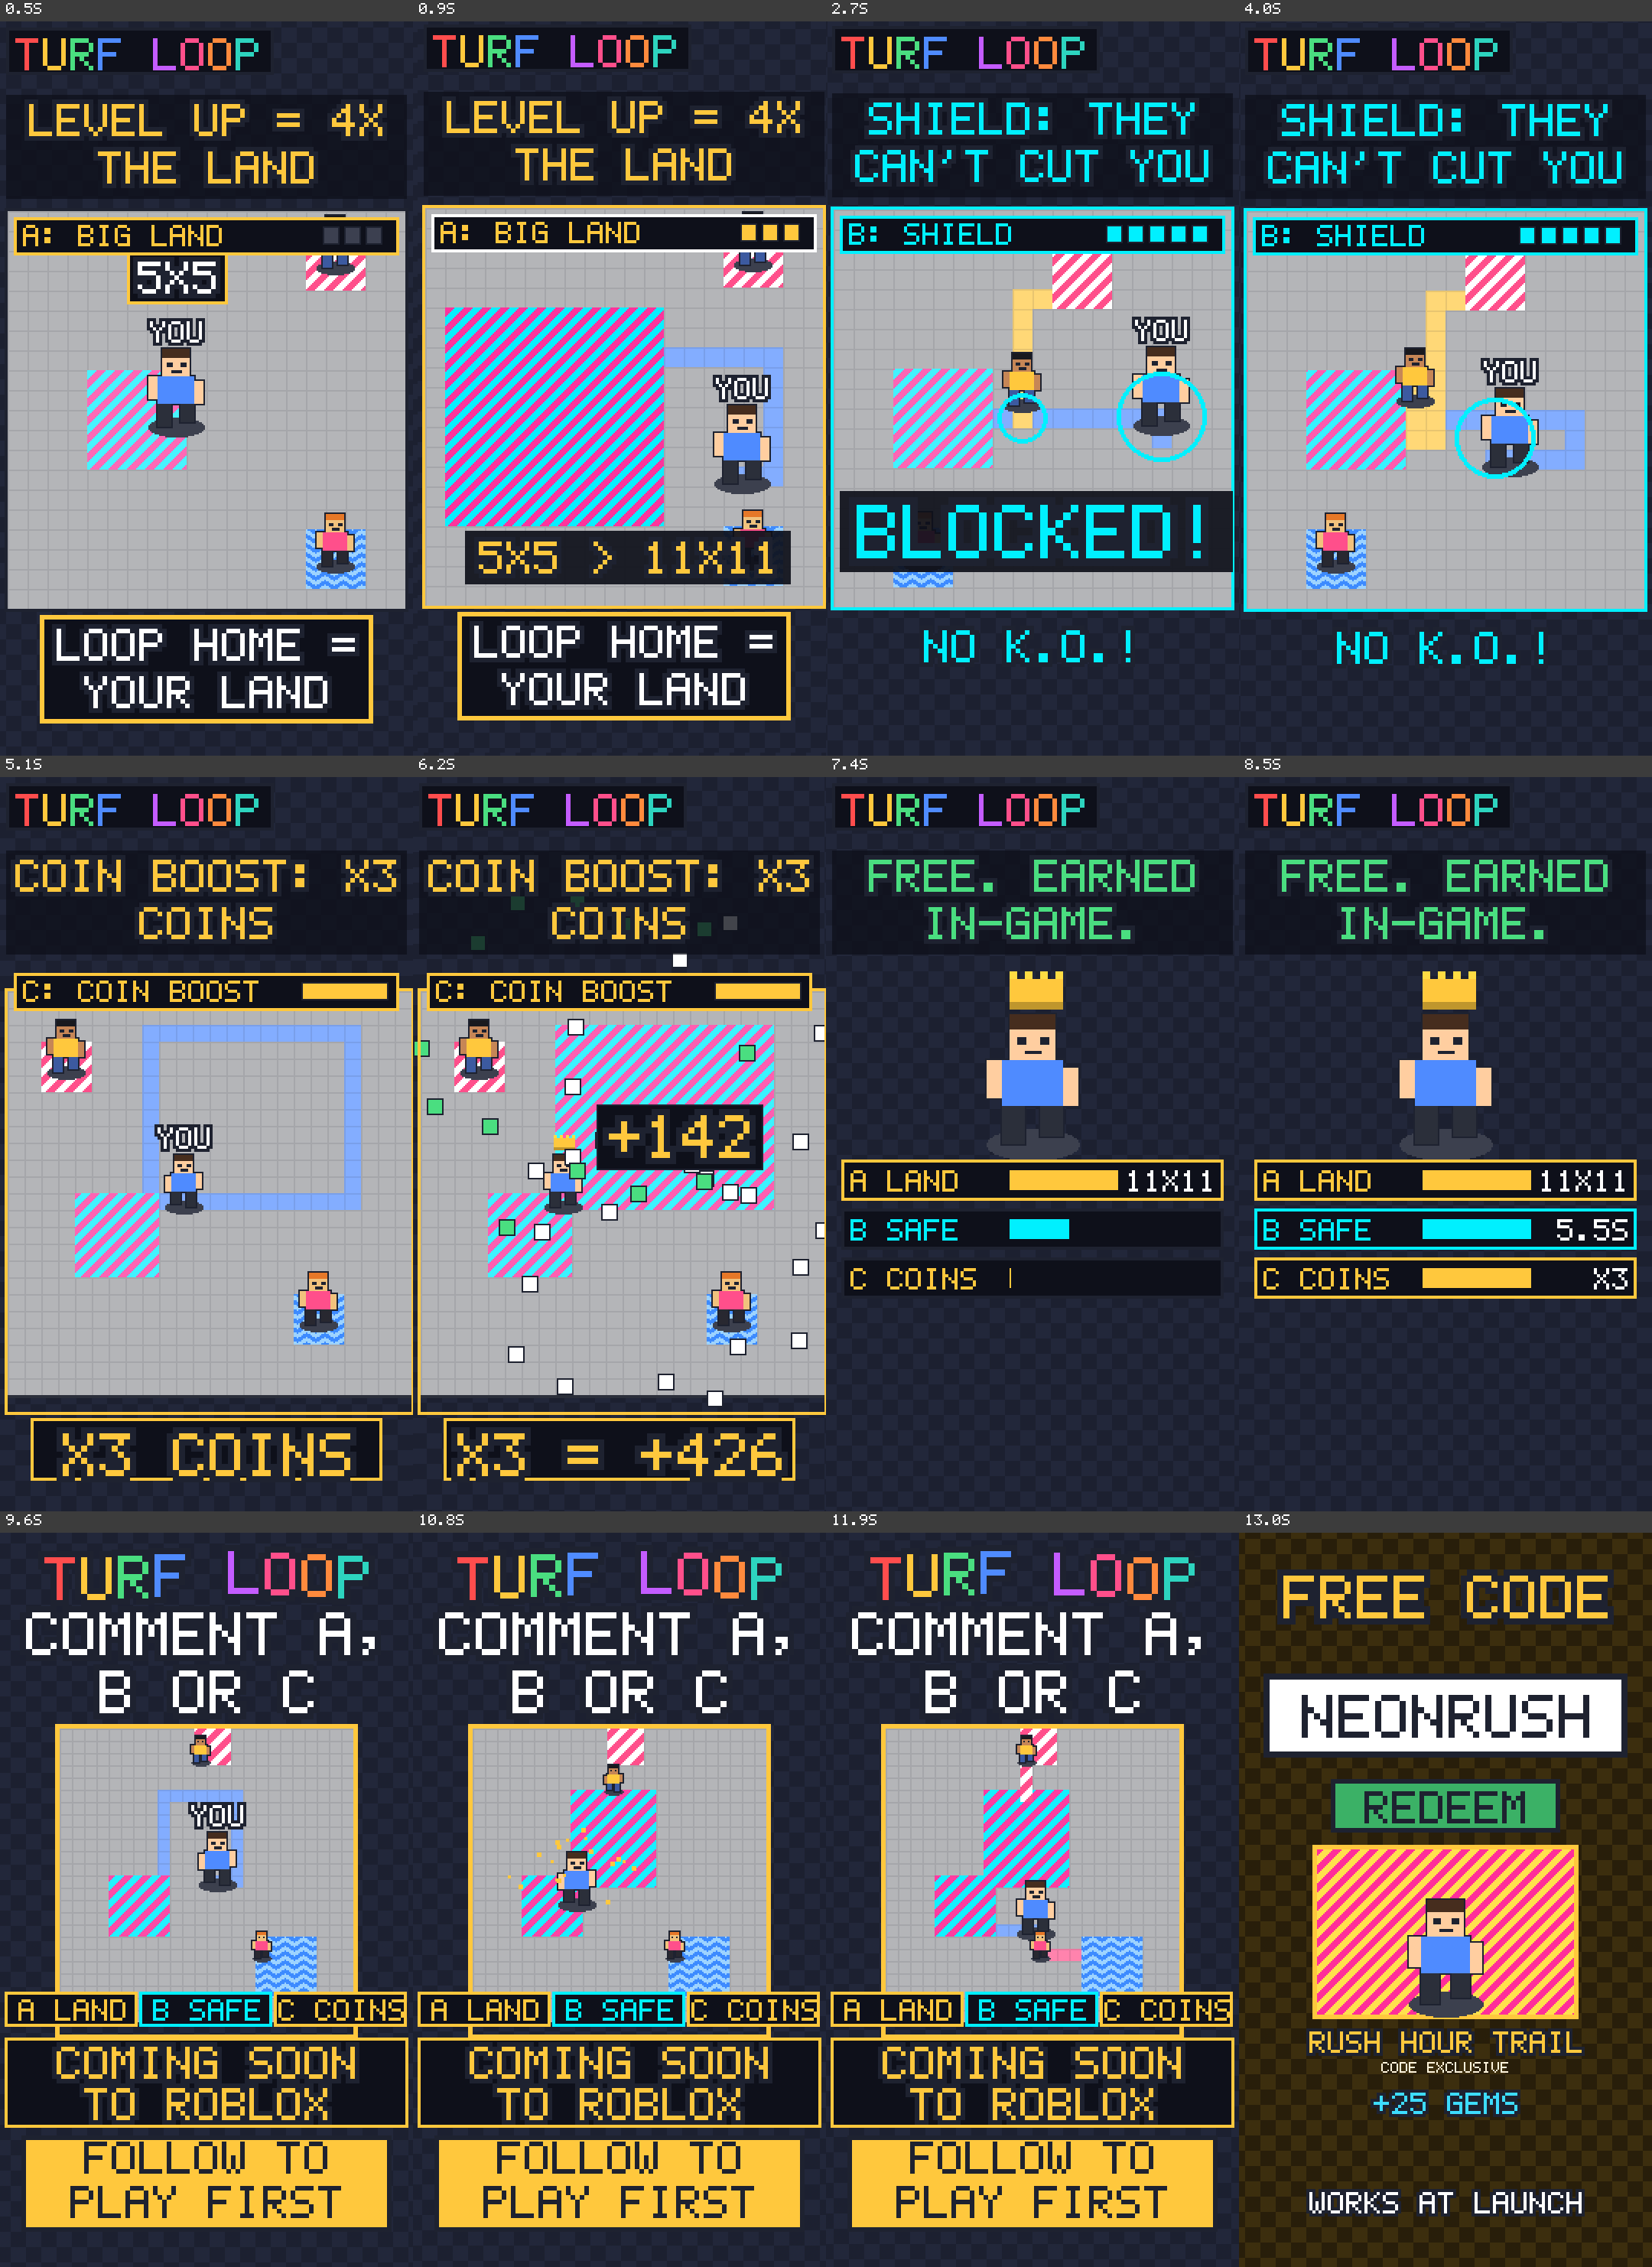 0.5S
TURF LOOP
LEVEL UP = 4X
THE LAND
A: BIG LAND
5X5
YOU
LOOP HOME =
YOUR LAND
0.9S
TURF LOOP
LEVEL UP = 4X
THE LAND
A: BIG LAND
YOU
5X5 > 11X11
LOOP HOME =
YOUR LAND
2.7S
TURF LOOP
SHIELD: THEY
CAN'T CUT YOU
B: SHIELD
YOU
BLOCKED!
NO K.O.!
4.0S
TURF LOOP
SHIELD: THEY
CAN'T CUT YOU
B: SHIELD
YOU
NO K.O.!
5.1S
TURF LOOP
COIN BOOST: X3
COINS
C: COIN BOOST
YOU
X3 COINS
6.2S
TURF LOOP
COIN BOOST: X3
COINS
C: COIN BOOST
+142
X3 = +426
7.4S
TURF LOOP
FREE. EARNED
IN-GAME.
A LAND 11X11
B SAFE
C COINS
8.5S
TURF LOOP
FREE. EARNED
IN-GAME.
A LAND 11X11
B SAFE 5.5S
C COINS X3
9.6S
TURF LOOP
COMMENT A,
B OR C
YOU
A LAND B SAFE C COINS
COMING SOON
TO ROBLOX
FOLLOW TO
PLAY FIRST
10.8S
TURF LOOP
COMMENT A,
B OR C
A LAND B SAFE C COINS
COMING SOON
TO ROBLOX
FOLLOW TO
PLAY FIRST
11.9S
TURF LOOP
COMMENT A,
B OR C
A LAND B SAFE C COINS
COMING SOON
TO ROBLOX
FOLLOW TO
PLAY FIRST
13.0S
FREE CODE
NEONRUSH
REDEEM
RUSH HOUR TRAIL
CODE EXCLUSIVE
+25 GEMS
WORKS AT LAUNCH